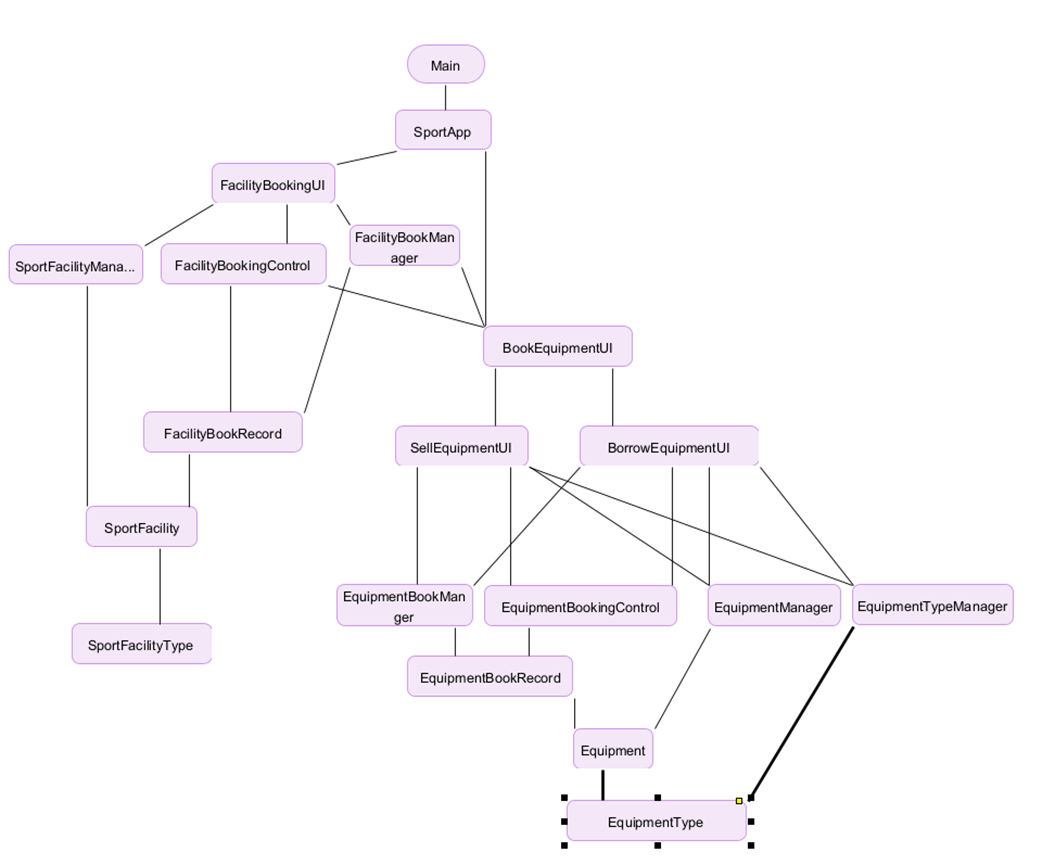 Main
SportApp
FacilityBookingUI
FacilityBookMan
ager
SportFacilityMana...
FacilityBookingControl
BookEquipmentUI
FacilityBookRecord
SellEquipmentUI
BorrowEquipmentUI
SportFacility
EquipmentBookMan
ger
EquipmentBookingControl
EquipmentManager
EquipmentTypeManager
SportFacilityType
EquipmentBookRecord
Equipment
EquipmentType